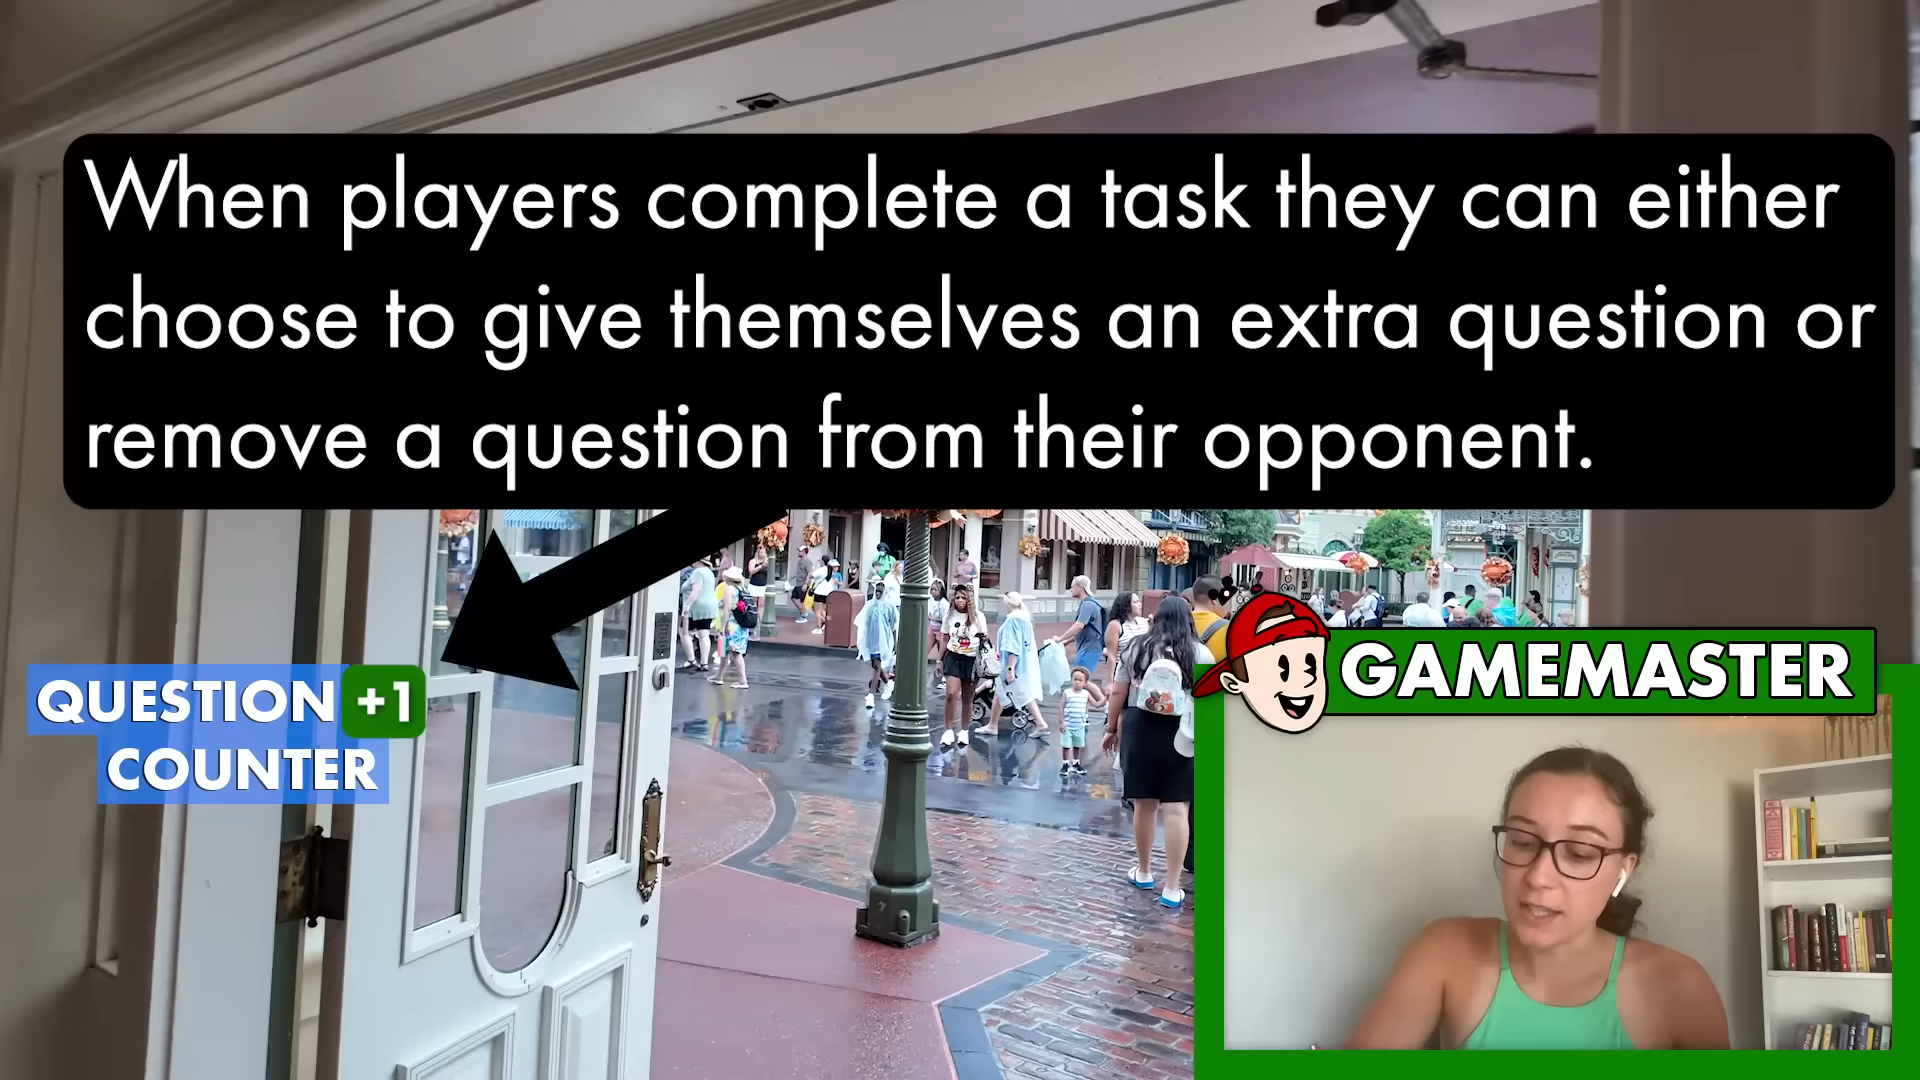 When players complete a task they can either
choose to give themselves an extra question or
remove a question from their opponent.
QUESTION +1
COUNTER
GAMEMASTER